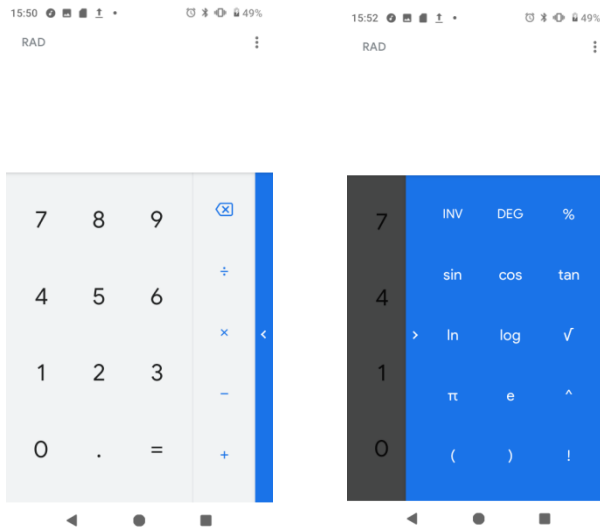 15:50 49%
RAD
7 8 9
÷
4 5 6
×
1 2 3
−
0 . =
+
15:52 49%
RAD
7 INV DEG %
sin cos tan
4
ln log √
1
π e ^
0
( ) !